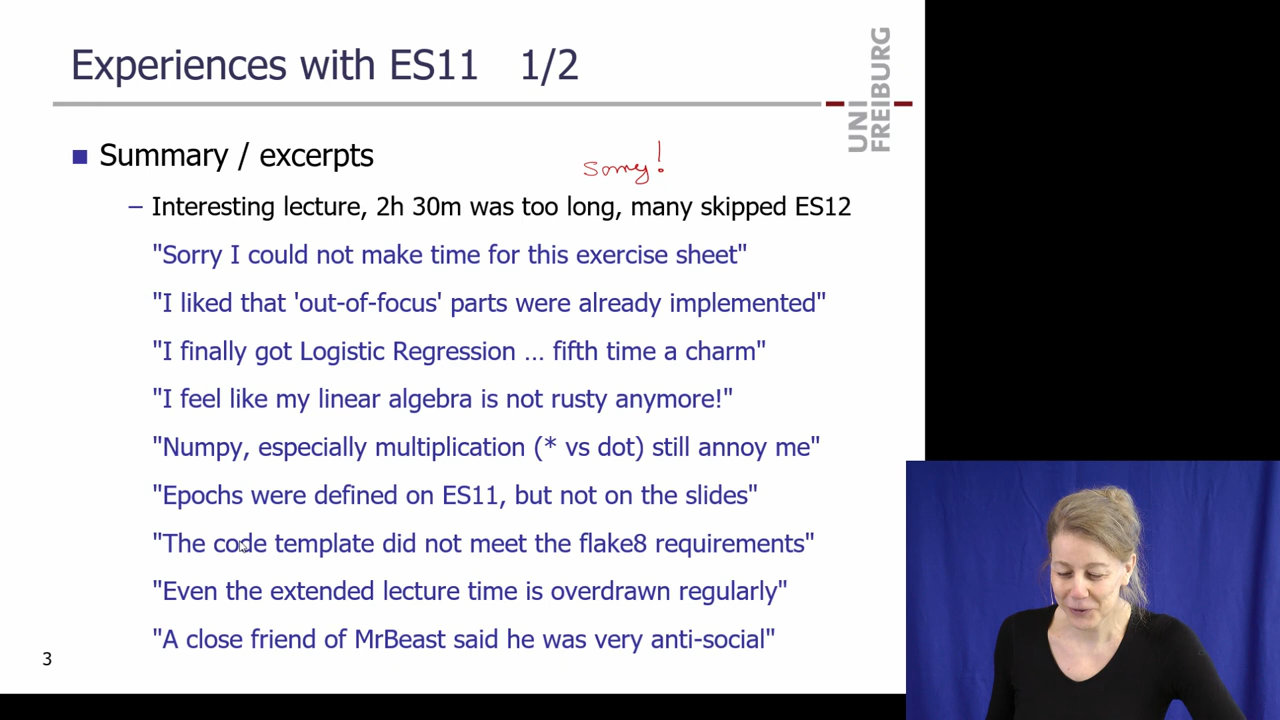 Experiences with ES11 1/2
UNI
FREIBURG
Summary / excerpts
Sorry!
– Interesting lecture, 2h 30m was too long, many skipped ES12
"Sorry I could not make time for this exercise sheet"
"I liked that 'out-of-focus' parts were already implemented"
"I finally got Logistic Regression … fifth time a charm"
"I feel like my linear algebra is not rusty anymore!"
"Numpy, especially multiplication (* vs dot) still annoy me"
"Epochs were defined on ES11, but not on the slides"
"The code template did not meet the flake8 requirements"
"Even the extended lecture time is overdrawn regularly"
"A close friend of MrBeast said he was very anti-social"
3